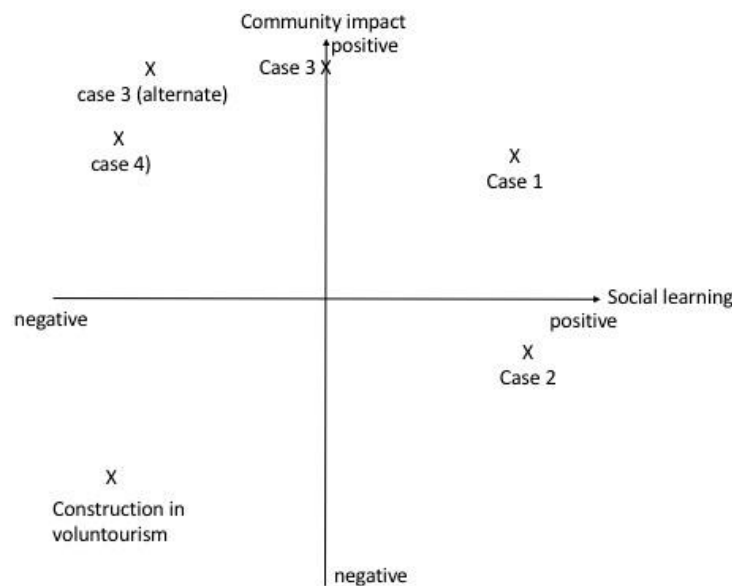 Community impact
positive
X
Case 3 X
case 3 (alternate)
X
case 4)
X
Case 1
Social learning
negative
positive
X
Case 2
X
Construction in
voluntourism
negative